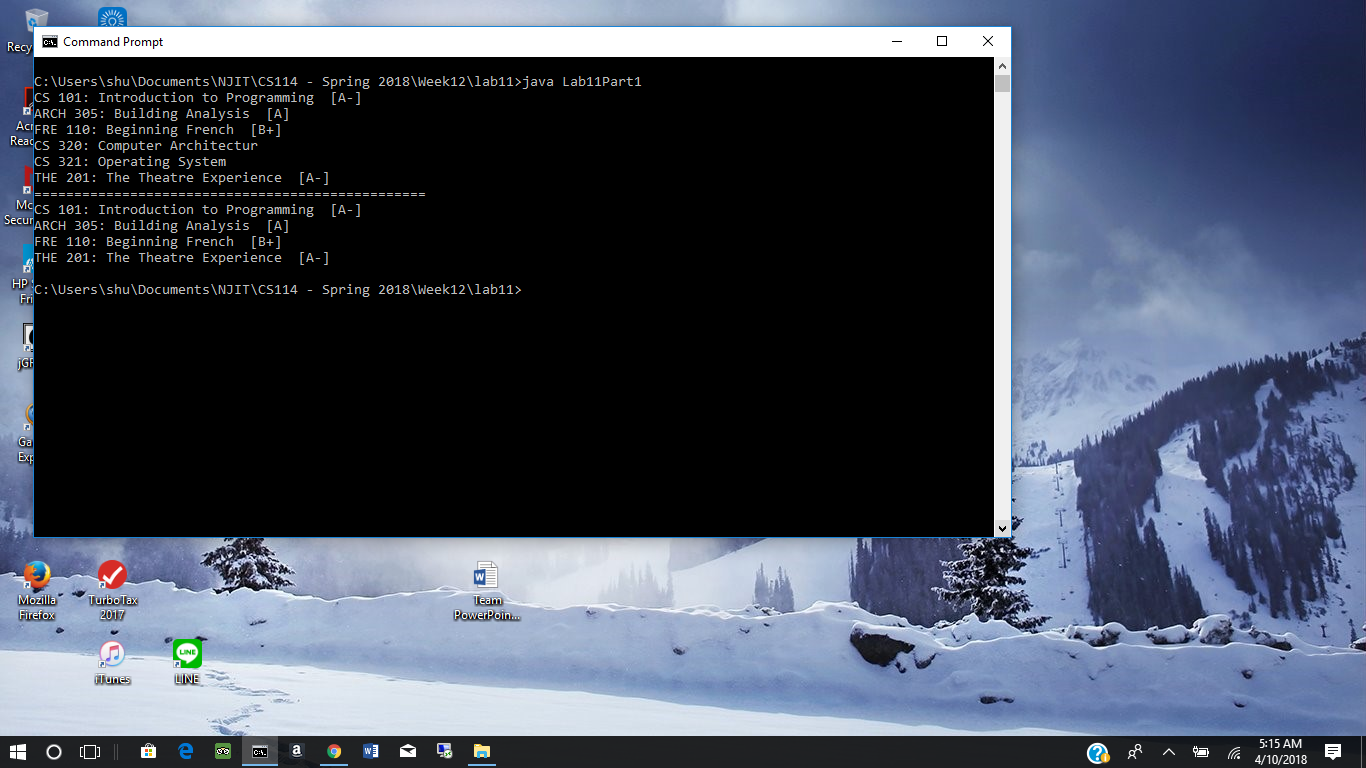 Command Prompt
C:\Users\shu\Documents\NJIT\CS114 - Spring 2018\Week12\lab11>java Lab11Part1
CS 101: Introduction to Programming  [A-]
ARCH 305: Building Analysis  [A]
FRE 110: Beginning French  [B+]
CS 320: Computer Architectur
CS 321: Operating System
THE 201: The Theatre Experience  [A-]
=================================================
CS 101: Introduction to Programming  [A-]
ARCH 305: Building Analysis  [A]
FRE 110: Beginning French  [B+]
THE 201: The Theatre Experience  [A-]
C:\Users\shu\Documents\NJIT\CS114 - Spring 2018\Week12\lab11>
Recy
Acr
Reac
Mc
Secur
HP S
Fri
jGR
Ga
Exp
Mozilla
Firefox
TurboTax
2017
Team
PowerPoin...
iTunes
LINE
LINE
5:15 AM
4/10/2018